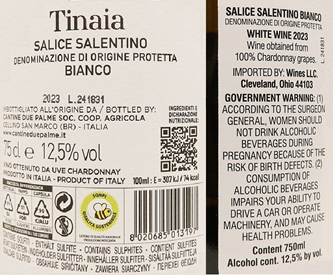 Tinaia
SALICE SALENTINO
DENOMINAZIONE DI ORIGINE PROTETTA
BIANCO
2023 L.241831
IMBOTTIGLIATO ALL'ORIGINE DA / BOTTLED BY:
CANTINE DUE PALME SOC. COOP. AGRICOLA
CELLINO SAN MARCO (BR) - ITALIA
www.cantineduepalme.it
75 cl. e 12,5% vol
VINO OTTENUTO DA UVE CHARDONNAY
PRODOTTO IN ITALIA - PRODUCT OF ITALY
INGREDIENTI E
DICHIARAZIONE
NUTRIZIONALE
100ml: E = 307 kJ / 74 kcal
8 020685 013197
SOLFITI - ENTHÄLT SULFITE - CONTAINS SULPHITES - CONTIENT SULFITES
SALICE SALENTINO BIANCO
DENOMINAZIONE DI ORIGINE PROTETTA
WHITE WINE 2023
Wine obtained from
100% Chardonnay grapes.
L.241831
IMPORTED BY: Wines LLC.
Cleveland, Ohio 44103
GOVERNMENT WARNING: (1)
ACCORDING TO THE SURGEON
GENERAL, WOMEN SHOULD
NOT DRINK ALCOHOLIC
BEVERAGES DURING
PREGNANCY BECAUSE OF THE
RISK OF BIRTH DEFECTS. (2)
CONSUMPTION OF
ALCOHOLIC BEVERAGES
IMPAIRS YOUR ABILITY TO
DRIVE A CAR OR OPERATE
MACHINERY, AND MAY CAUSE
HEALTH PROBLEMS.
Content 750ml
Alcohol cont. 12,5% by vol.